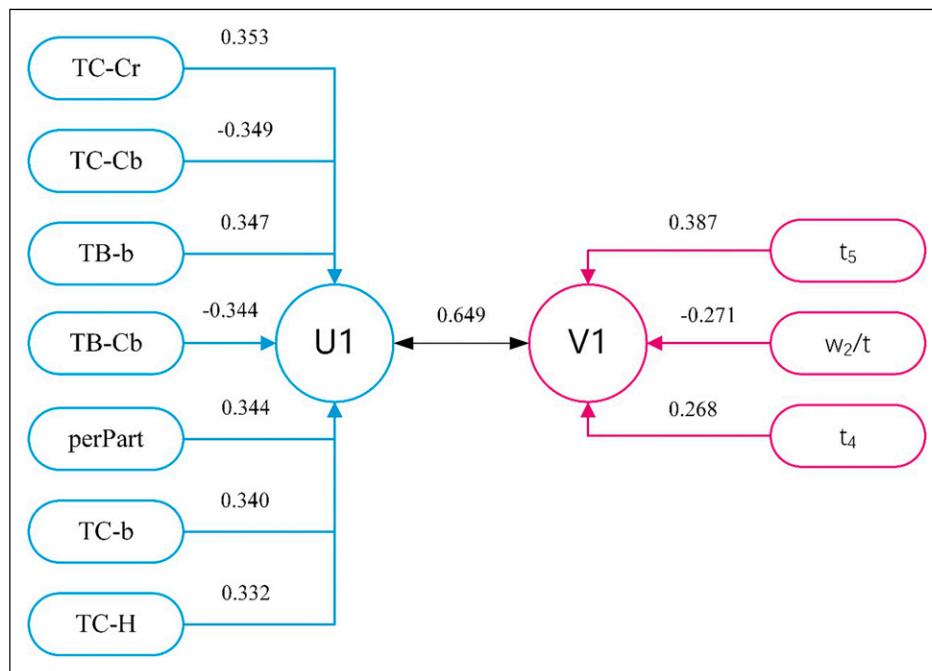 0.353
TC-Cr
-0.349
TC-Cb
0.347
TB-b
-0.344
TB-Cb
0.344
perPart
0.340
TC-b
0.332
TC-H
U1
0.649
V1
0.387
t₅
-0.271
w₂/t
0.268
t₄